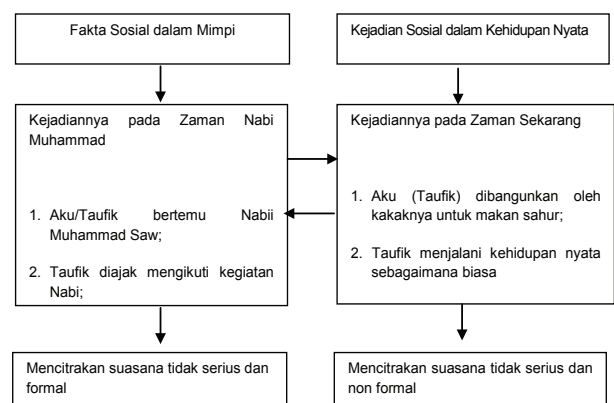 Fakta Sosial dalam Mimpi
Kejadian Sosial dalam Kehidupan Nyata
Kejadiannya pada Zaman Nabi
Muhammad
1. Aku/Taufik bertemu Nabii
Muhammad Saw;
2. Taufik diajak mengikuti kegiatan
Nabi;
Kejadiannya pada Zaman Sekarang
1. Aku (Taufik) dibangunkan oleh
kakaknya untuk makan sahur;
2. Taufik menjalani kehidupan nyata
sebagaimana biasa
Mencitrakan suasana tidak serius dan
formal
Mencitrakan suasana tidak serius dan
non formal